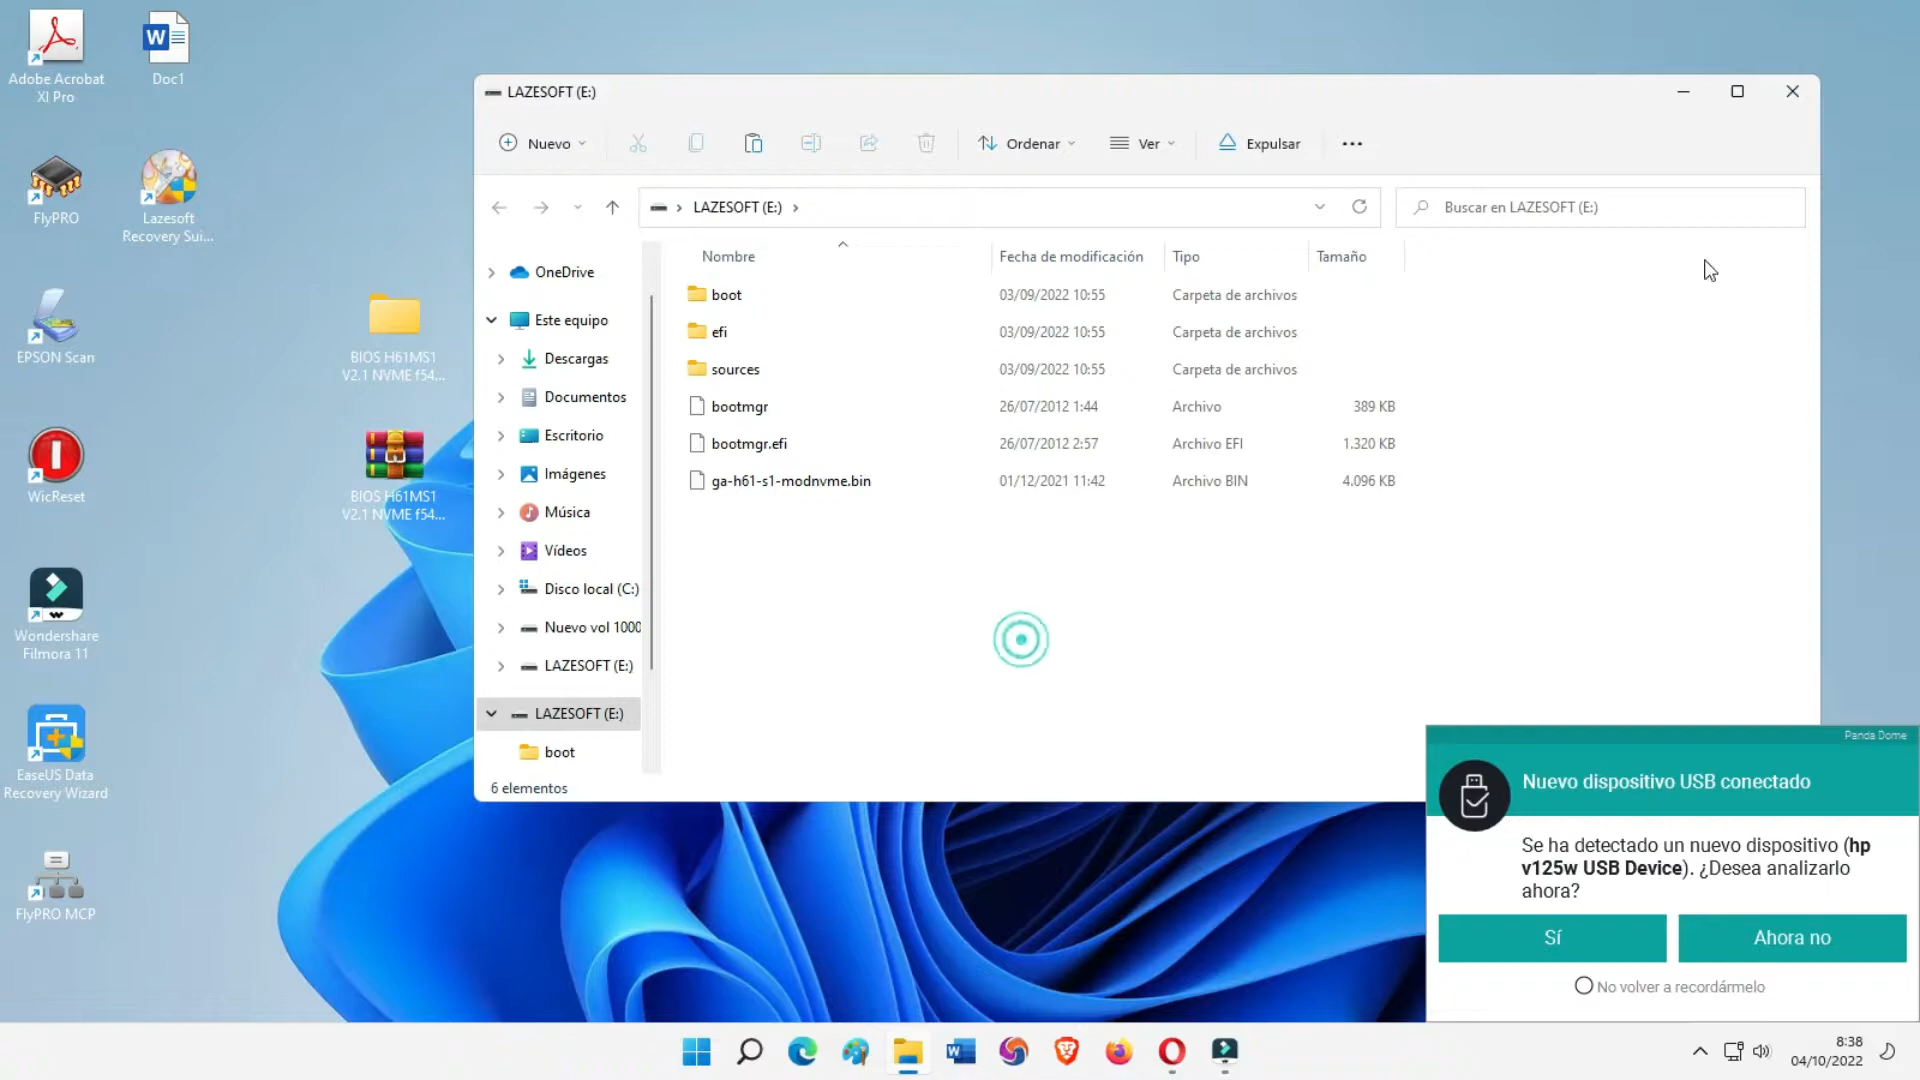 Adobe Acrobat
XI Pro
Doc1
FlyPRO
Lazesoft
Recovery Sui...
EPSON Scan
BIOS H61MS1
V2.1 NVME f54...
WicReset
BIOS H61MS1
V2.1 NVME f54...
Wondershare
Filmora 11
EaseUS Data
Recovery Wizard
FlyPRO MCP
LAZESOFT (E:)
Nuevo
Ordenar
Ver
Expulsar
LAZESOFT (E:)
Buscar en LAZESOFT (E:)
OneDrive
Este equipo
Descargas
Documentos
Escritorio
Imágenes
Música
Vídeos
Disco local (C:)
Nuevo vol 1000
LAZESOFT (E:)
LAZESOFT (E:)
boot
Nombre Fecha de modificación Tipo Tamaño
boot 03/09/2022 10:55 Carpeta de archivos
efi 03/09/2022 10:55 Carpeta de archivos
sources 03/09/2022 10:55 Carpeta de archivos
bootmgr 26/07/2012 1:44 Archivo 389 KB
bootmgr.efi 26/07/2012 2:57 Archivo EFI 1.320 KB
ga-h61-s1-modnvme.bin 01/12/2021 11:42 Archivo BIN 4.096 KB
6 elementos
Panda Dome
Nuevo dispositivo USB conectado
Se ha detectado un nuevo dispositivo (hp
v125w USB Device). ¿Desea analizarlo
ahora?
Sí
Ahora no
No volver a recordármelo
8:38
04/10/2022